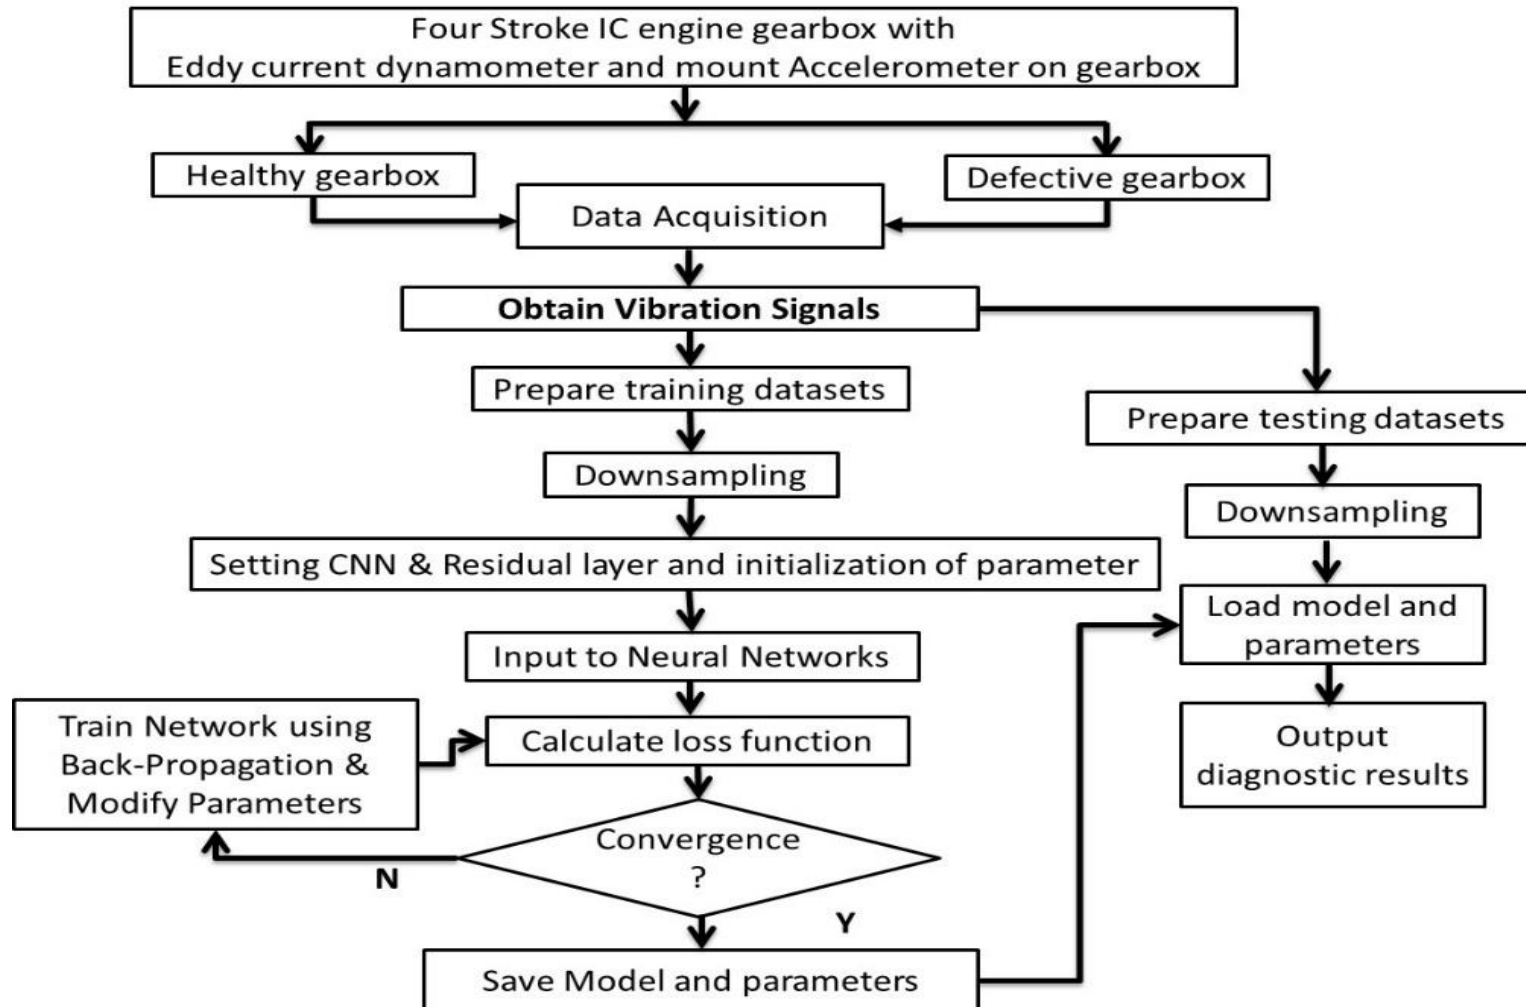 Four Stroke IC engine gearbox with
Eddy current dynamometer and mount Accelerometer on gearbox
Healthy gearbox
Defective gearbox
Data Acquisition
Obtain Vibration Signals
Prepare training datasets
Prepare testing datasets
Downsampling
Downsampling
Setting CNN & Residual layer and initialization of parameter
Load model and
parameters
Input to Neural Networks
Train Network using
Back-Propagation &
Modify Parameters
Calculate loss function
Output
diagnostic results
Convergence
?
N
Y
Save Model and parameters